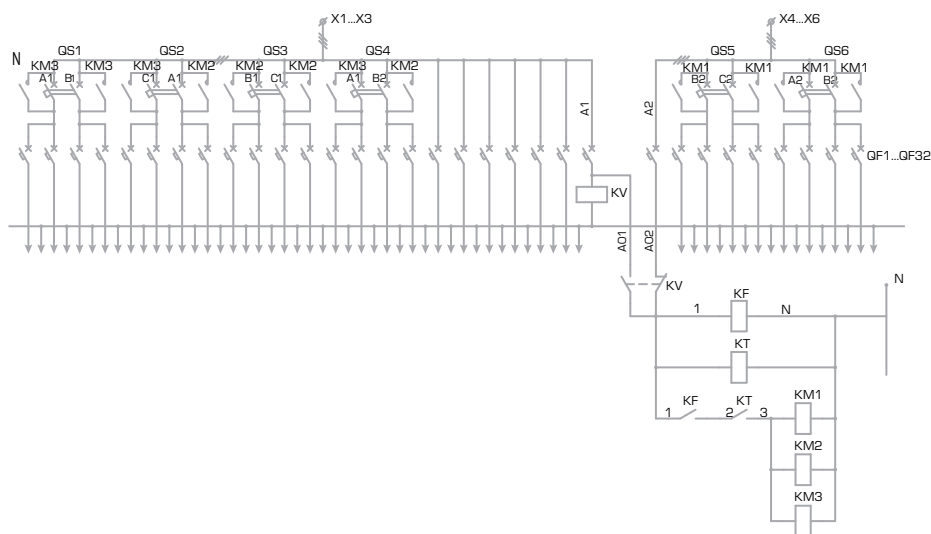 X1...X3
X4...X6
N
QS1
QS2
QS3
QS4
QS5
QS6
KM3
KM3
KM3
KM2
KM2
KM2
KM3
KM2
KM1
KM1
KM1
KM1
A1
B1
C1
A1
B1
C1
A1
B2
B2
C2
A2
B2
A1
A2
QF1...QF32
KV
A01
A02
KV
N
1
KF
N
KT
1
KF
2
KT
3
KM1
KM2
KM3